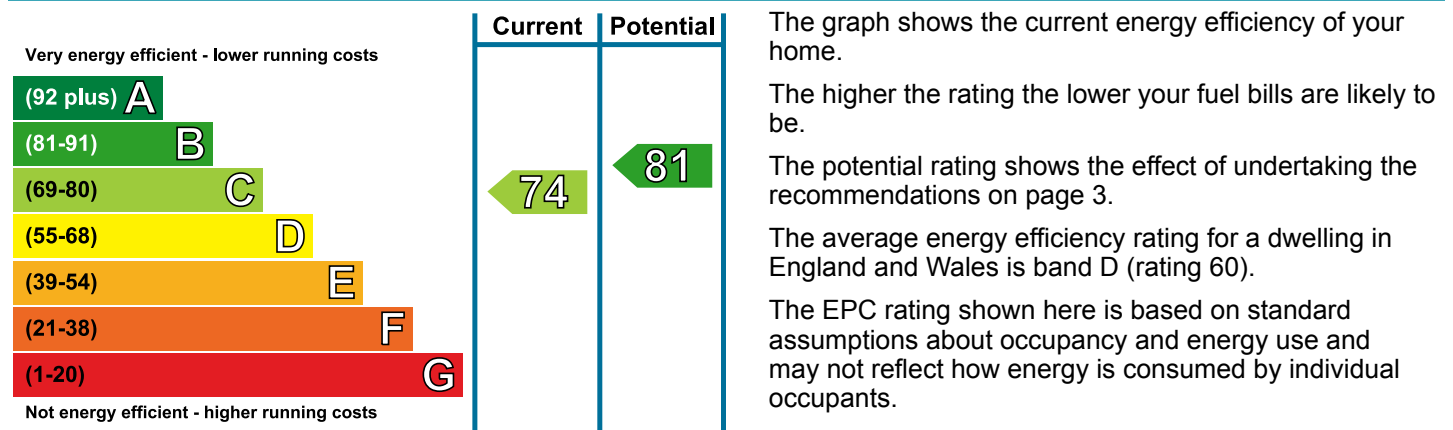 Current Potential
Very energy efficient - lower running costs
(92 plus) A
(81-91) B
(69-80) C
(55-68) D
(39-54) E
(21-38) F
(1-20) G
Not energy efficient - higher running costs
74
81
The graph shows the current energy efficiency of your
home.
The higher the rating the lower your fuel bills are likely to
be.
The potential rating shows the effect of undertaking the
recommendations on page 3.
The average energy efficiency rating for a dwelling in
England and Wales is band D (rating 60).
The EPC rating shown here is based on standard
assumptions about occupancy and energy use and
may not reflect how energy is consumed by individual
occupants.